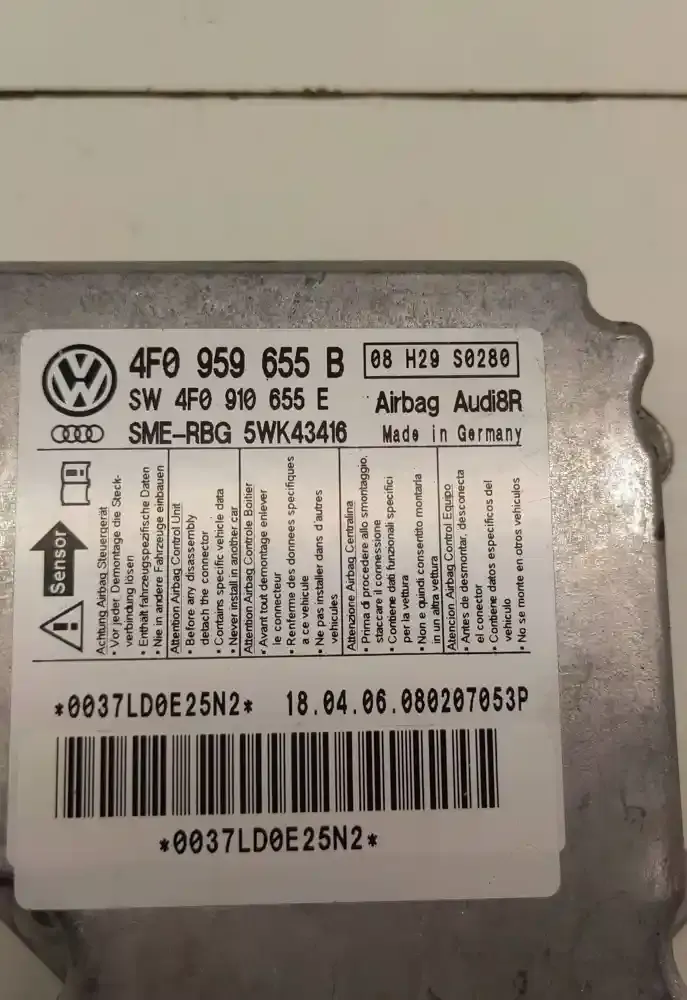 4F0 959 655 B
08 H29 S0280
SW 4F0 910 655 E
Airbag Audi8R
SME-RBG 5WK43416
Made in Germany
Sensor
Achtung Airbag Steuergerät
• Vor jeder Demontage die Steck-
verbindung lösen
• Enthält fahrzeugspezifische Daten
• Nie in andere Fahrzeuge einbauen
Attention Airbag Control Unit
• Before any disassembly
detach the connector
• Contains specific vehicle data
• Never install in another car
Attention Airbag Controle Boitier
• Avant tout demontage enlever
le connecteur
• Renferme des donnees specifiques
a ce vehicule
• Ne pas installer dans d'autres
vehicules
Attenzione Airbag Centralina
• Prima di procedere allo smontaggio,
staccare il connessione
• Contiene dati funzionali specifici
per la vettura
• Non e quindi consentito montarla
in un altra vettura
Atencion Airbag Control Equipo
• Antes de desmontar, desconecta
el conector
• Contiene datos especificos del
vehiculo
• No se monte en otros vehiculos
*0037LD0E25N2*
18.04.06.080207053P
*0037LD0E25N2*